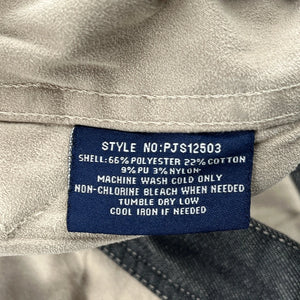 STYLE NO:PJS12503
SHELL:66% POLYESTER 22% COTTON
9% PU 3% NYLON
MACHINE WASH COLD ONLY
NON-CHLORINE BLEACH WHEN NEEDED
TUMBLE DRY LOW
COOL IRON IF NEEDED